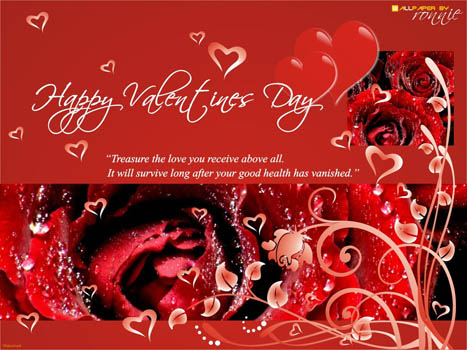 ALLPAPER BY
ronnie
Happy Valentines Day
“Treasure the love you receive above all.
It will survive long after your good health has vanished.”